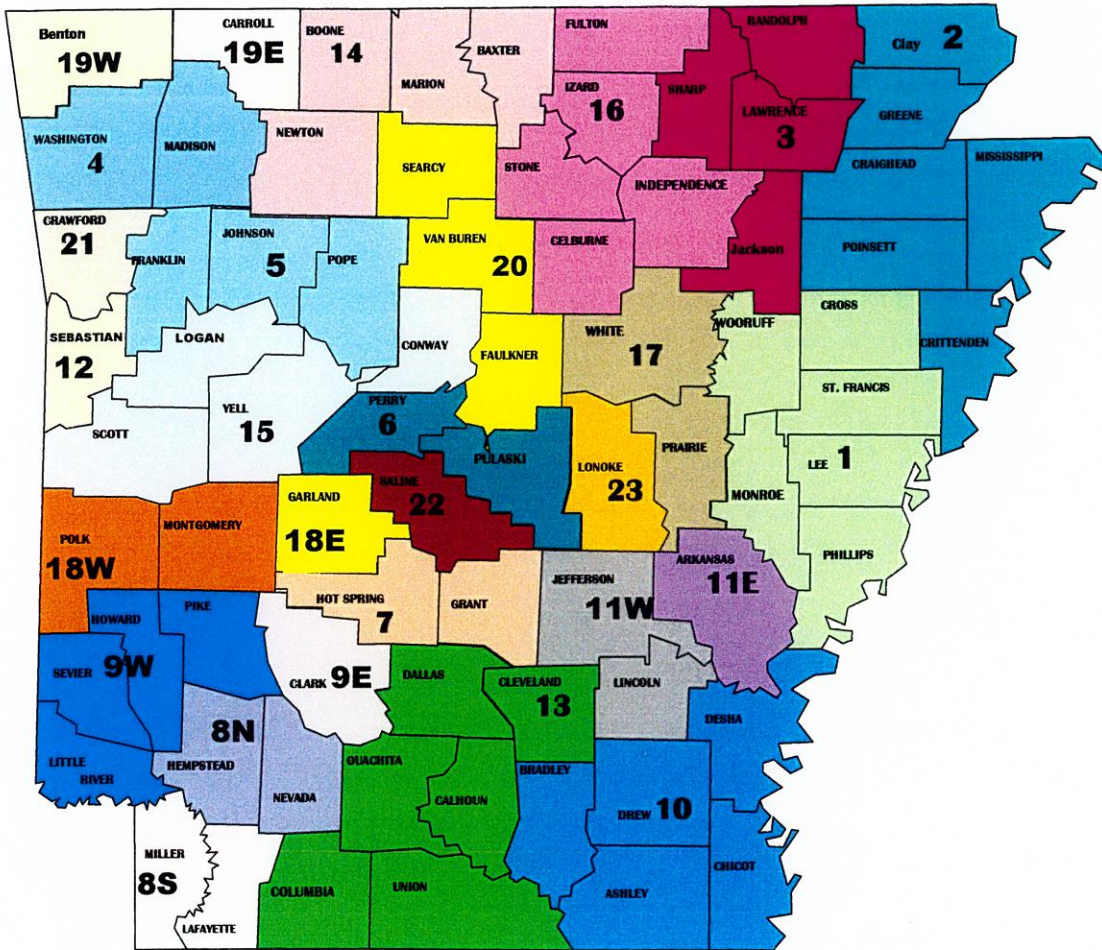 Benton
19W
CARROLL
19E
BOONE
14
MARION
BAXTER
FULTON
RANDOLPH
Clay 2
WASHINGTON
4
MADISON
NEWTON
SEARCY
IZARD
16
STONE
SHARP
LAWRENCE
3
GREENE
CRAIGHEAD
MISSISSIPPI
INDEPENDENCE
CRAWFORD
21
FRANKLIN
JOHNSON
5
POPE
VAN BUREN
20
CELBURNE
Jackson
POINSETT
SEBASTIAN
12
LOGAN
CONWAY
FAULKNER
WHITE
17
WOORUFF
CROSS
CRITTENDEN
ST. FRANCIS
SCOTT
YELL
15
PERRY
6
PULASKI
LONOKE
23
PRAIRIE
MONROE
LEE 1
PHILLIPS
SALINE
22
GARLAND
18E
POLK
18W
MONTGOMERY
HOT SPRING
7
GRANT
JEFFERSON
11W
ARKANSAS
11E
HOWARD
PIKE
SEVIER 9W
CLARK 9E
DALLAS
CLEVELAND
13
LINCOLN
DESHA
LITTLE
RIVER
8N
HEMPSTEAD
NEVADA
OUACHITA
CALHOUN
BRADLEY
DREW 10
CHICOT
MILLER
8S
LAFAYETTE
COLUMBIA
UNION
ASHLEY